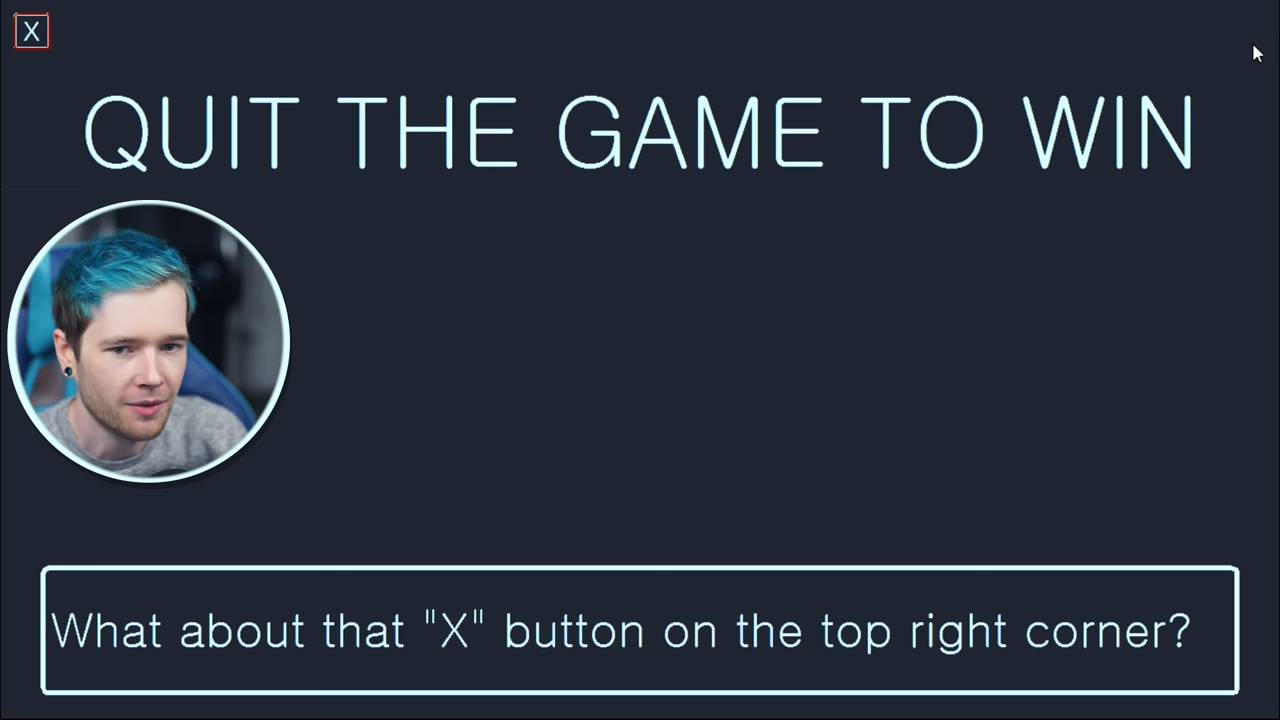 X
QUIT THE GAME TO WIN
What about that "X" button on the top right corner?